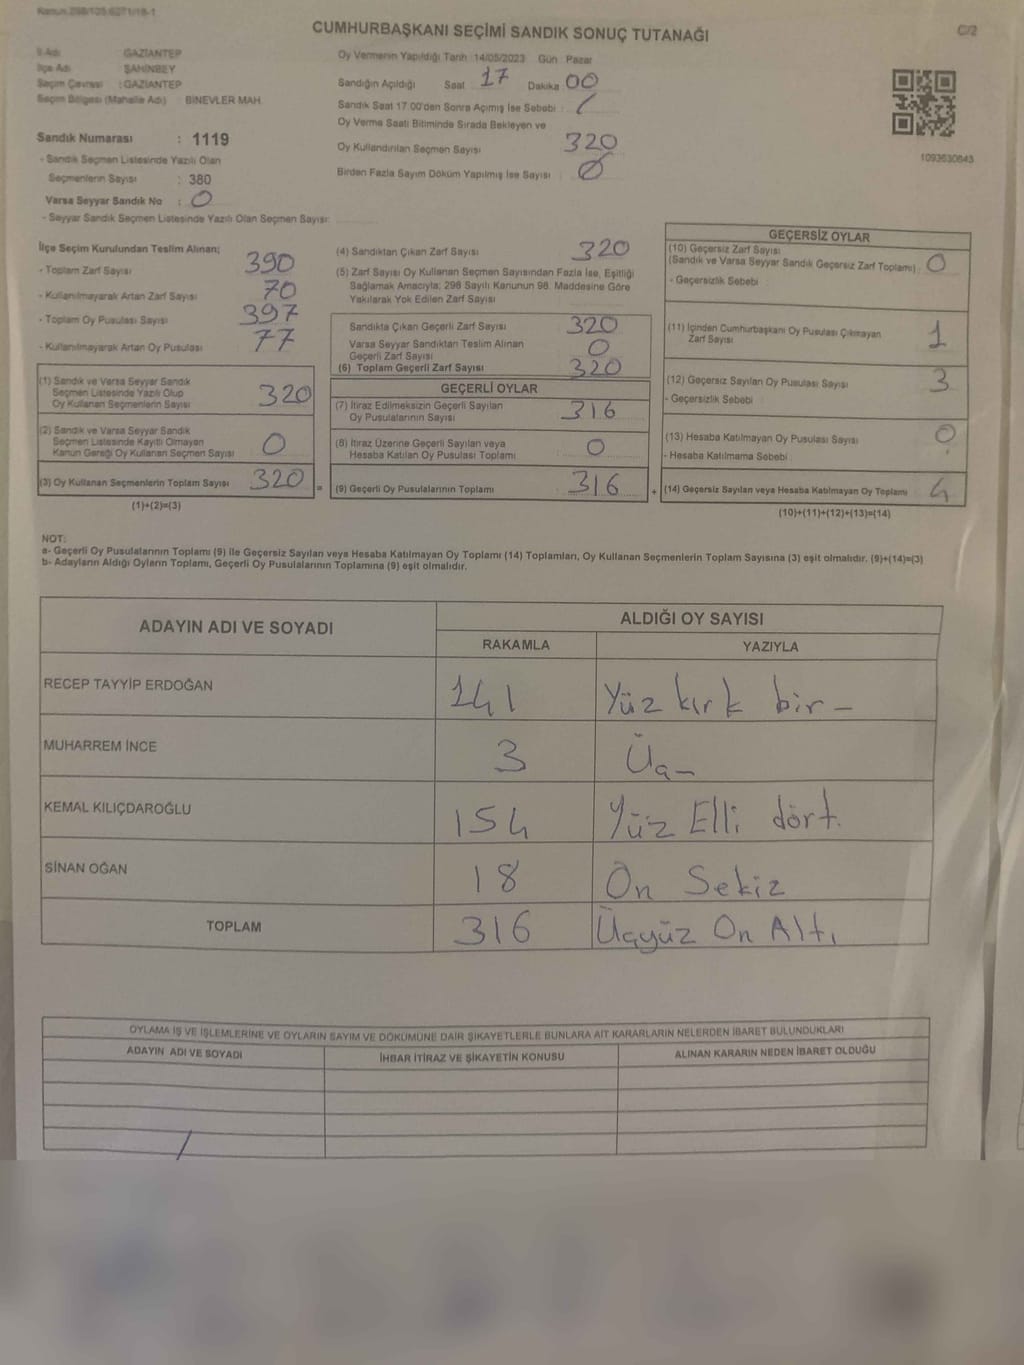 Kanun:298/105:6271/18-1
CUMHURBAŞKANI SEÇİMİ SANDIK SONUÇ TUTANAĞI
C/2
İl Adı : GAZİANTEP
İlçe Adı : ŞAHİNBEY
Seçim Çevresi : GAZİANTEP
Seçim Bölgesi (Mahalle Adı) : BİNEVLER MAH.
Sandık Numarası : 1119
- Sandık Seçmen Listesinde Yazılı Olan
Seçmenlerin Sayısı : 380
Varsa Seyyar Sandık No : 0
- Seyyar Sandık Seçmen Listesinde Yazılı Olan Seçmen Sayısı:
Oy Vermenin Yapıldığı Tarih :14/05/2023 Gün Pazar
Sandığın Açıldığı Saat 17 Dakika 00
Sandık Saat 17.00'den Sonra Açımış İse Sebebi : /
Oy Verme Saati Bitiminde Sırada Bekleyen ve
Oy Kullandırılan Seçmen Sayısı 320
Birden Fazla Sayım Döküm Yapılmış İse Sayısı Ø
1093630843
İlçe Seçim Kurulundan Teslim Alınan;
- Toplam Zarf Sayısı 390
- Kullanılmayarak Artan Zarf Sayısı 70
- Toplam Oy Pusulası Sayısı 397
- Kullanılmayarak Artan Oy Pusulası 77
(1) Sandık ve Varsa Seyyar Sandık
Seçmen Listesinde Yazılı Olup
Oy Kullanan Seçmenlerin Sayısı 320
(2) Sandık ve Varsa Seyyar Sandık
Seçmen Listesinde Kayıtlı Olmayan
Kanun Gereği Oy Kullanan Seçmen Sayısı 0
(3) Oy Kullanan Seçmenlerin Toplam Sayısı 320 =
(1)+(2)=(3)
(4) Sandıktan Çıkan Zarf Sayısı 320
(5) Zarf Sayısı Oy Kullanan Seçmen Sayısından Fazla İse, Eşitliği
Sağlamak Amacıyla; 298 Sayılı Kanunun 98. Maddesine Göre
Yakılarak Yok Edilen Zarf Sayısı
Sandıkta Çıkan Geçerli Zarf Sayısı 320
Varsa Seyyar Sandıktan Teslim Alınan
Geçerli Zarf Sayısı 0
(6) Toplam Geçerli Zarf Sayısı 320
GEÇERLİ OYLAR
(7) İtiraz Edilmeksizin Geçerli Sayılan
Oy Pusulalarının Sayısı 316
(8) İtiraz Üzerine Geçerli Sayılan veya
Hesaba Katılan Oy Pusulası Toplamı 0
(9) Geçerli Oy Pusulalarının Toplamı 316 +
GEÇERSİZ OYLAR
(10) Geçersiz Zarf Sayısı
(Sandık ve Varsa Seyyar Sandık Geçersiz Zarf Toplamı) : 0
- Geçersizlik Sebebi
(11) İçinden Cumhurbaşkanı Oy Pusulası Çıkmayan
Zarf Sayısı 1
(12) Geçersiz Sayılan Oy Pusulası Sayısı 3
- Geçersizlik Sebebi
(13) Hesaba Katılmayan Oy Pusulası Sayısı 0
- Hesaba Katılmama Sebebi
(14) Geçersiz Sayılan veya Hesaba Katılmayan Oy Toplamı 4
(10)+(11)+(12)+(13)=(14)
NOT:
a- Geçerli Oy Pusulalarının Toplamı (9) ile Geçersiz Sayılan veya Hesaba Katılmayan Oy Toplamı (14) Toplamları, Oy Kullanan Seçmenlerin Toplam Sayısına (3) eşit olmalıdır. (9)+(14)=(3)
b- Adayların Aldığı Oyların Toplamı, Geçerli Oy Pusulalarının Toplamına (9) eşit olmalıdır.
ADAYIN ADI VE SOYADI
ALDIĞI OY SAYISI
RAKAMLA YAZIYLA
RECEP TAYYİP ERDOĞAN 141 Yüz kırk bir -
MUHARREM İNCE 3 Üç -
KEMAL KILIÇDAROĞLU 154 Yüz Elli dört.
SİNAN OĞAN 18 On Sekiz
TOPLAM 316 Üçyüz On Altı
OYLAMA İŞ VE İŞLEMLERİNE VE OYLARIN SAYIM VE DÖKÜMÜNE DAİR ŞİKAYETLERLE BUNLARA AİT KARARLARIN NELERDEN İBARET BULUNDUKLARI
ADAYIN ADI VE SOYADI İHBAR İTİRAZ VE ŞİKAYETİN KONUSU ALINAN KARARIN NEDEN İBARET OLDUĞU
/